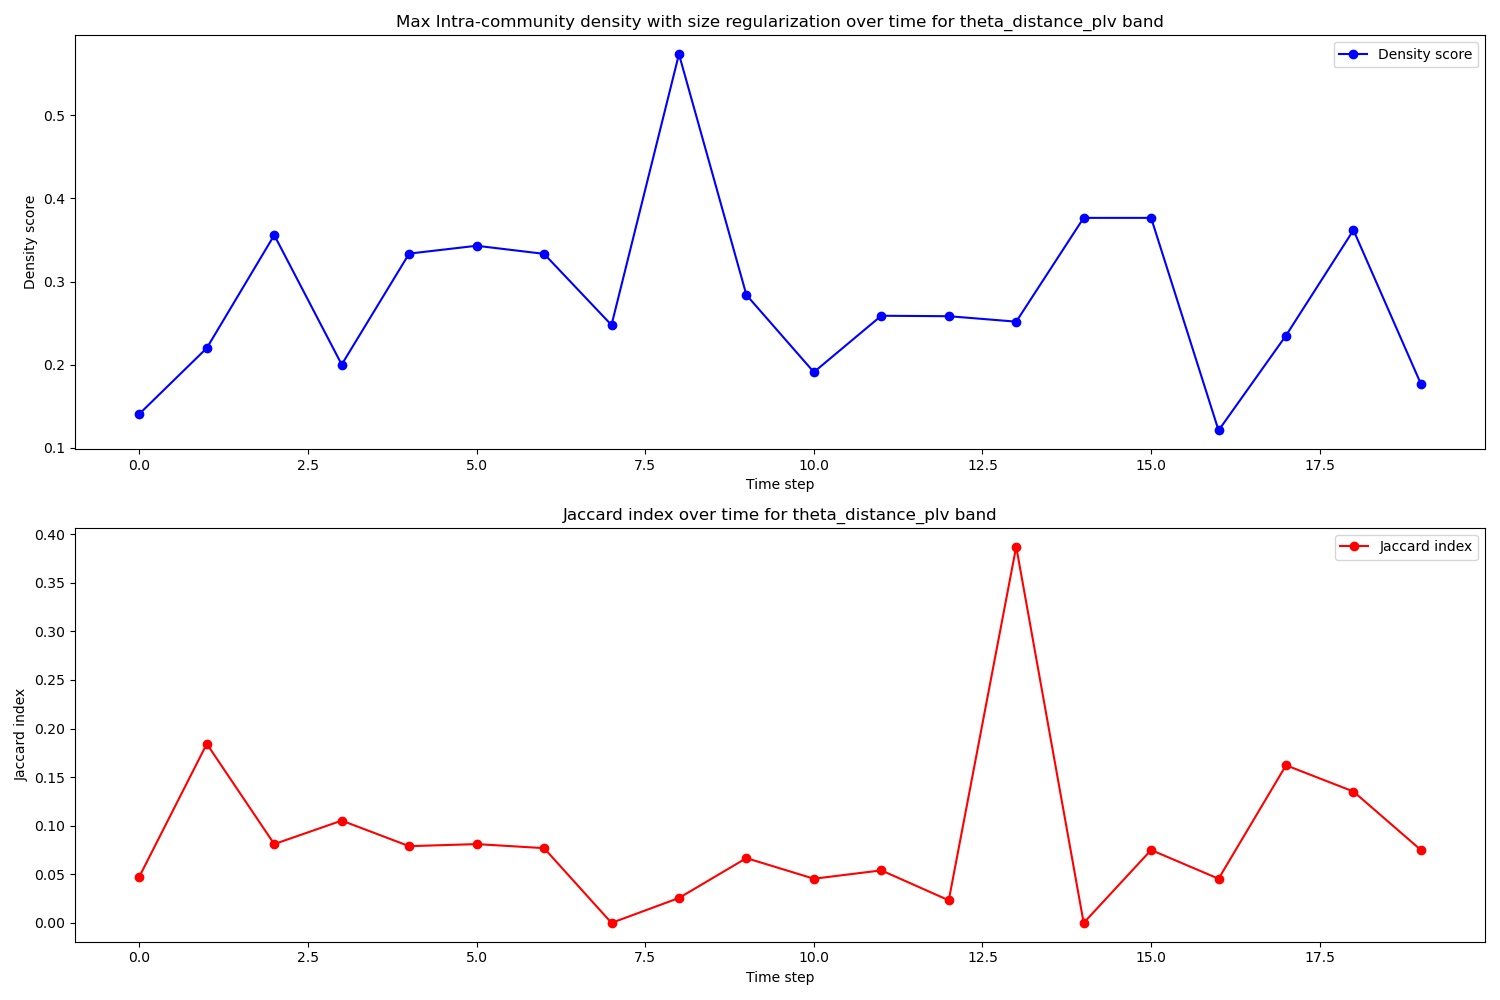 Max Intra-community density with size regularization over time for theta_distance_plv band
Density score
Density score
0.5
0.4
0.3
0.2
0.1
0.0 2.5 5.0 7.5 10.0 12.5 15.0 17.5
Time step
Jaccard index over time for theta_distance_plv band
Jaccard index
Jaccard index
0.40
0.35
0.30
0.25
0.20
0.15
0.10
0.05
0.00
0.0 2.5 5.0 7.5 10.0 12.5 15.0 17.5
Time step